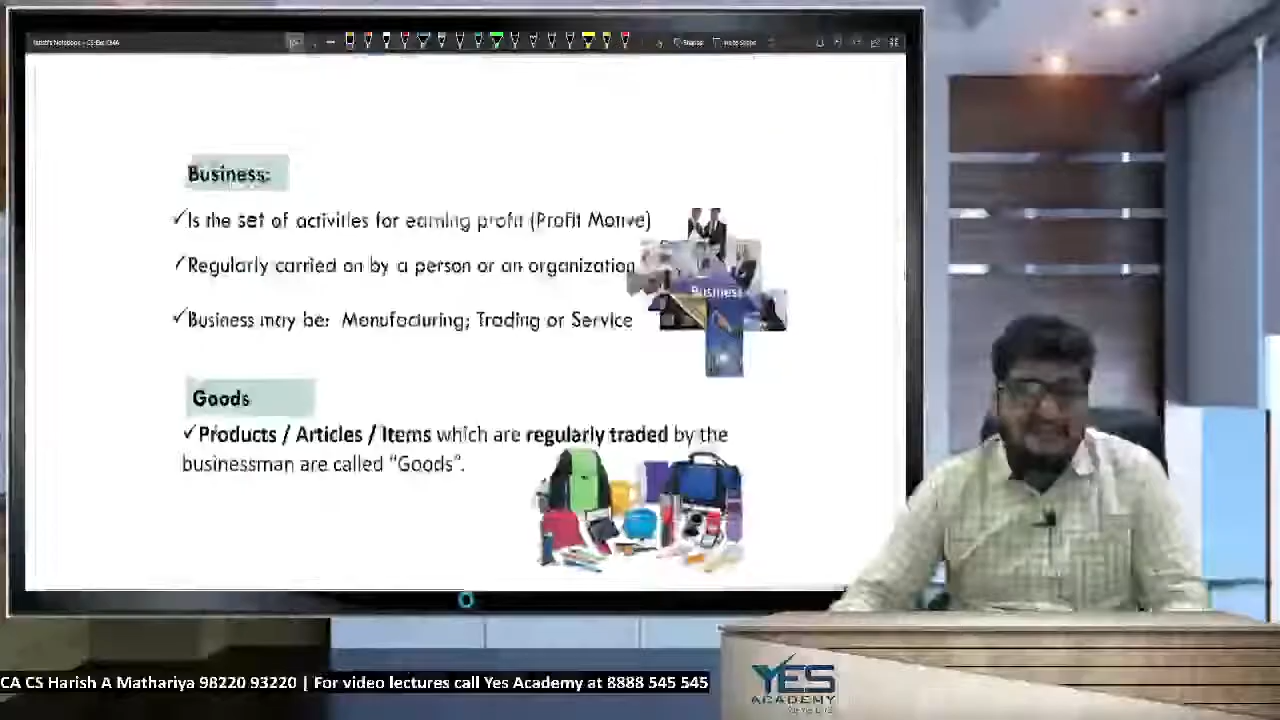 Business:
✓Is the set of activities for earning profit (Profit Motive)
✓Regularly carried on by a person or an organization
Business
✓Business may be: Manufacturing; Trading or Service
Goods
✓Products / Articles / Items which are regularly traded by the
businessman are called "Goods".
YES
ACADEMY
CA CS Harish A Mathariya 98220 93220 | For video lectures call Yes Academy at 8888 545 545